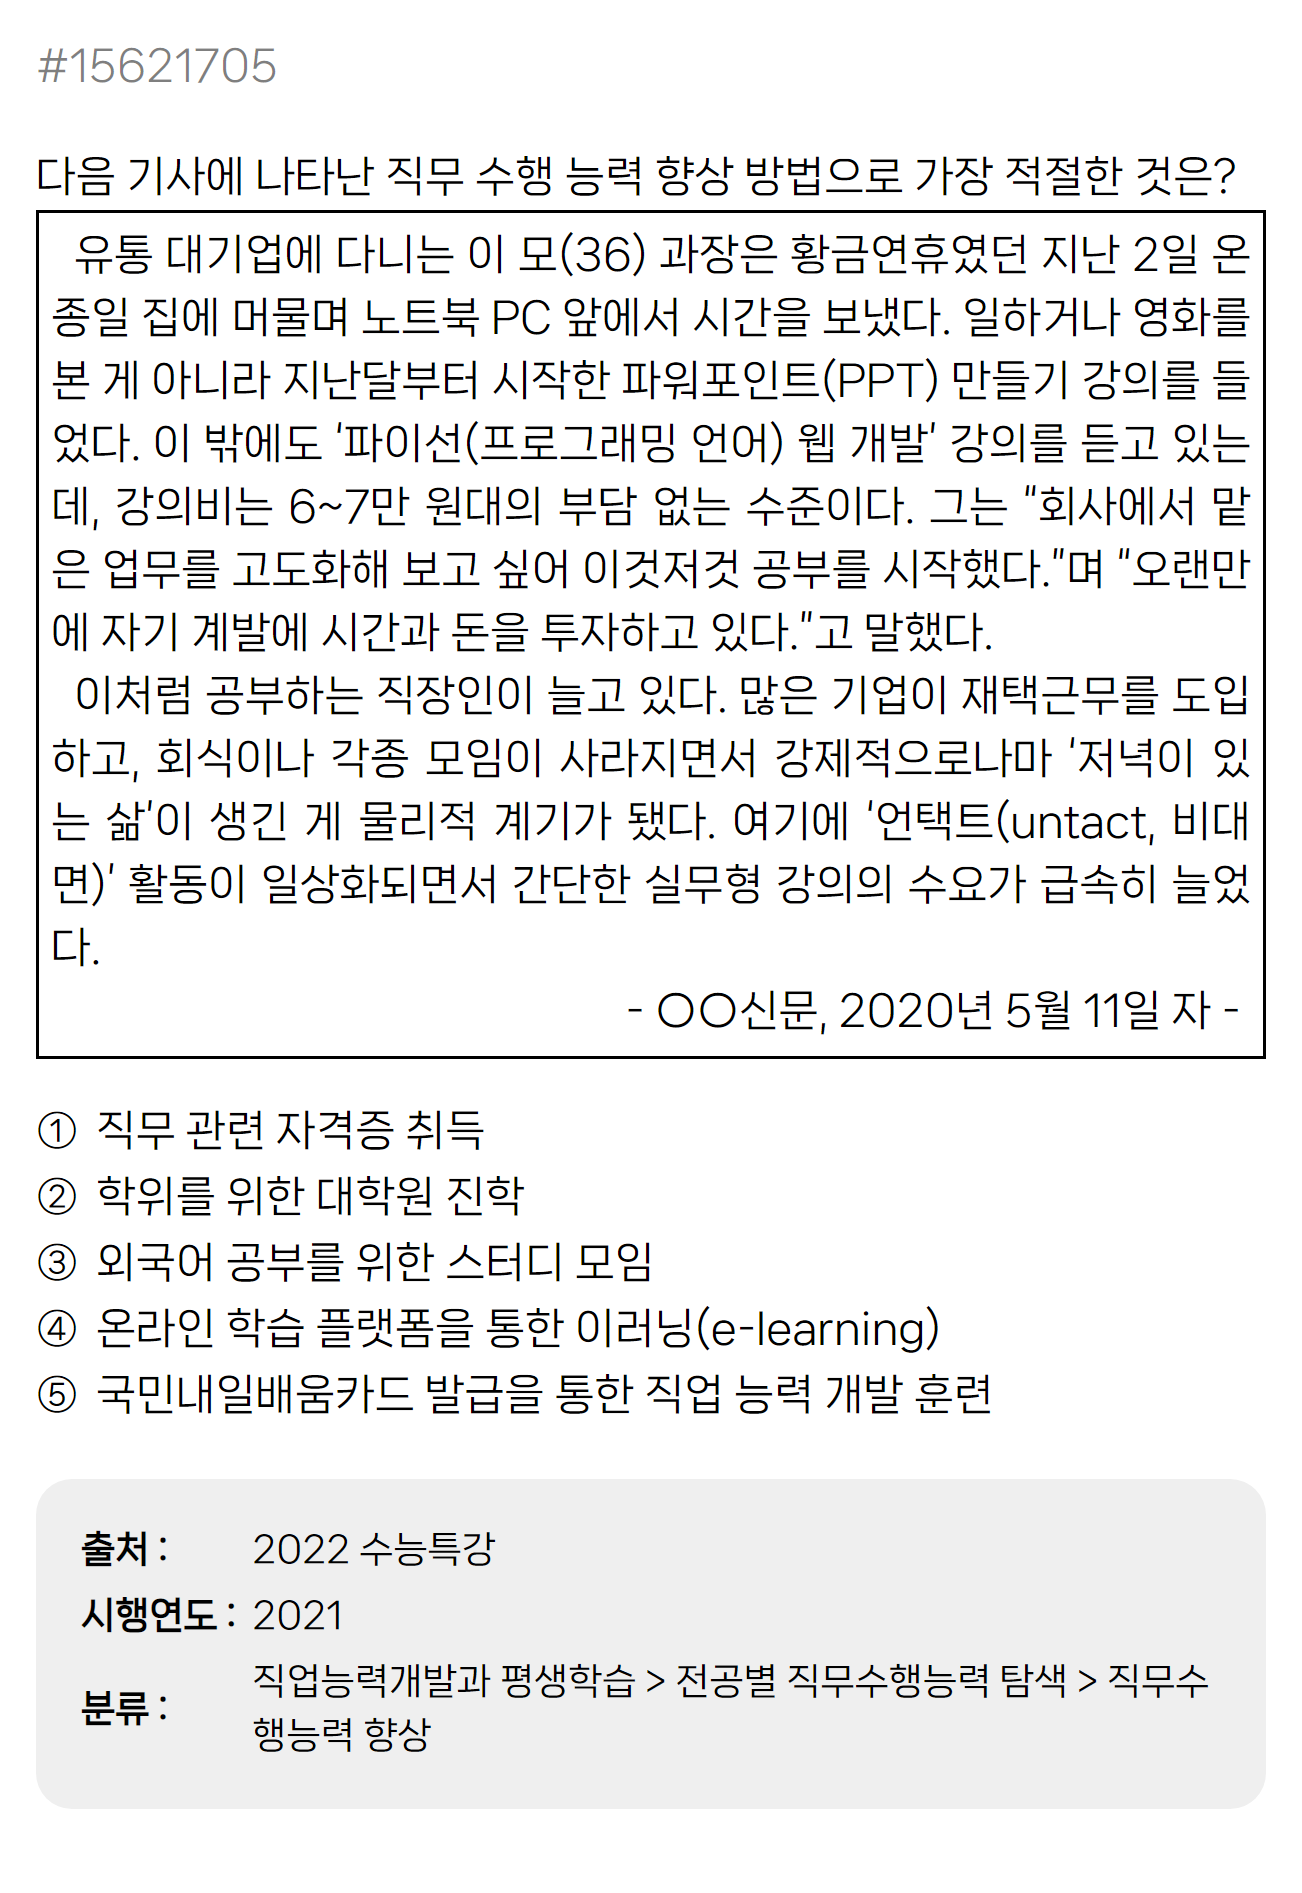 #15621705
다음 기사에 나타난 직무 수행 능력 향상 방법으로 가장 적절한 것은?
유통 대기업에 다니는 이 모(36) 과장은 황금연휴였던 지난 2일 온
종일 집에 머물며 노트북 PC 앞에서 시간을 보냈다. 일하거나 영화를
본 게 아니라 지난달부터 시작한 파워포인트(PPT) 만들기 강의를 들
었다. 이 밖에도 ‘파이선(프로그래밍 언어) 웹 개발’ 강의를 듣고 있는
데, 강의비는 6~7만 원대의 부담 없는 수준이다. 그는 “회사에서 맡
은 업무를 고도화해 보고 싶어 이것저것 공부를 시작했다.”며 “오랜만
에 자기 계발에 시간과 돈을 투자하고 있다.”고 말했다.
이처럼 공부하는 직장인이 늘고 있다. 많은 기업이 재택근무를 도입
하고, 회식이나 각종 모임이 사라지면서 강제적으로나마 ‘저녁이 있
는 삶’이 생긴 게 물리적 계기가 됐다. 여기에 ‘언택트(untact, 비대
면)’ 활동이 일상화되면서 간단한 실무형 강의의 수요가 급속히 늘었
다.
- ○○신문, 2020년 5월 11일 자 -
① 직무 관련 자격증 취득
② 학위를 위한 대학원 진학
③ 외국어 공부를 위한 스터디 모임
④ 온라인 학습 플랫폼을 통한 이러닝(e-learning)
⑤ 국민내일배움카드 발급을 통한 직업 능력 개발 훈련
출처 : 2022 수능특강
시행연도 : 2021
분류 : 직업능력개발과 평생학습 > 전공별 직무수행능력 탐색 > 직무수
행능력 향상